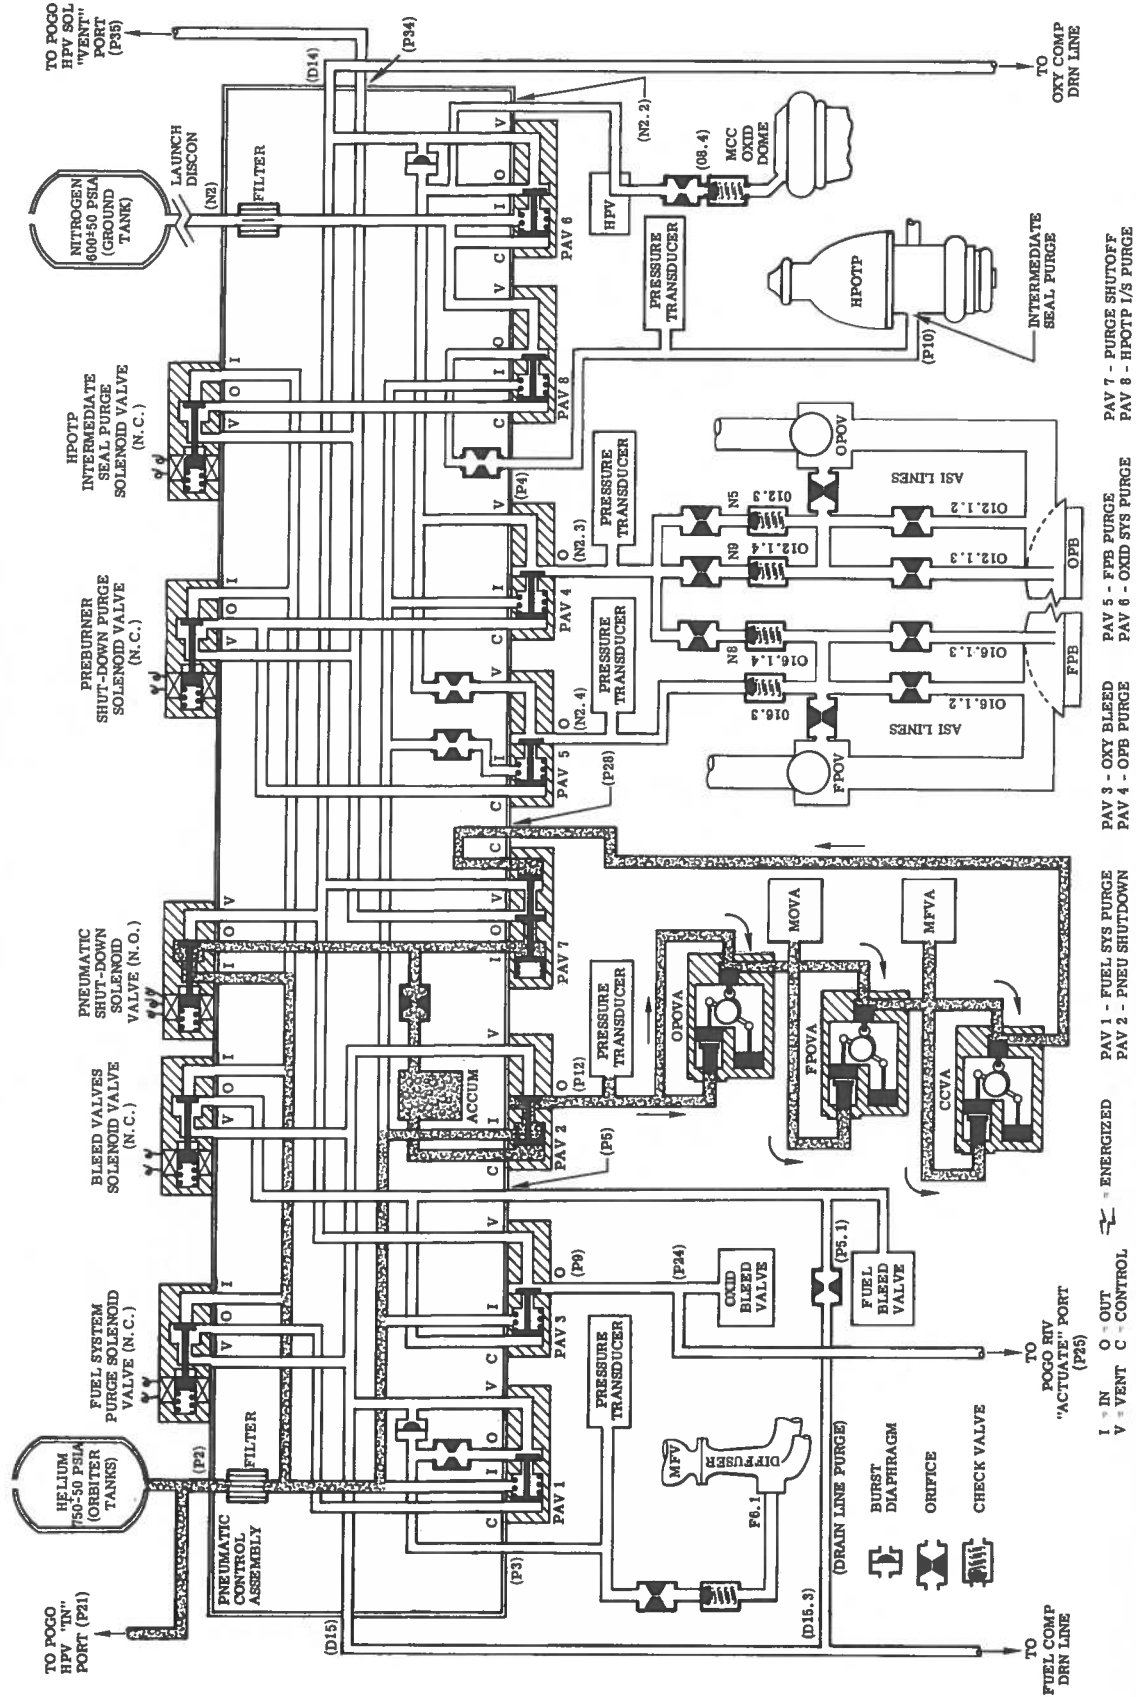 TO POGO
HPV "IN"
PORT (P21)
HELIUM
750±50 PSIA
(ORBITER
TANKS)
(P2)
FILTER
PNEUMATIC
CONTROL
ASSEMBLY
FUEL SYSTEM
PURGE SOLENOID
VALVE (N.C.)
V
O
I
BLEED VALVES
SOLENOID VALVE
(N.C.)
V
O
I
PNEUMATIC
SHUT-DOWN
SOLENOID
VALVE (N.O.)
I
O
V
PREBURNER
SHUT-DOWN PURGE
SOLENOID VALVE
(N.C.)
V
O
I
HPOTP
INTERMEDIATE
SEAL PURGE
SOLENOID VALVE
(N.C.)
V
O
I
NITROGEN
600±50 PSIA
(GROUND
TANK)
LAUNCH
DISCON
(N2)
FILTER
TO POGO
HPV SOL
"VENT"
PORT
(P35)
(D14)
(P34)
ACCUM
C
I
O
V
PAV 1
C
I
O
V
PAV 3
(P9)
C
I
O
V
PAV 2
(P12)
I
O
V
C
PAV 7
C
I
O
V
PAV 5
(N2.4)
C
I
O
V
PAV 4
(N2.3)
C
I
O
V
PAV 8
C
I
O
V
PAV 6
(D15)
(P3)
(P5)
(P28)
(P4)
(N2.2)
PRESSURE
TRANSDUCER
PRESSURE
TRANSDUCER
PRESSURE
TRANSDUCER
PRESSURE
TRANSDUCER
PRESSURE
TRANSDUCER
HPV
(O8.4)
MCC
OXID
DOME
TO
OXY COMP
DRN LINE
HPOTP
(P10)
INTERMEDIATE
SEAL PURGE
(P24)
OXID
BLEED
VALVE
FUEL
BLEED
VALVE
(P5.1)
TO
POGO RIV
"ACTUATE" PORT
(P25)
MFV
DIFFUSER
F6.1
(D15.3)
(DRAIN LINE PURGE)
TO
FUEL COMP
DRN LINE
OPOVA
MOVA
FPOVA
MFVA
CCVA
O16.3
N8
O16.1.4
N9
O12.1.4
N5
O12.3
FPOV
OPOV
ASI LINES
ASI LINES
O16.1.2
O16.1.3
O12.1.3
O12.1.2
FPB
OPB
BURST
DIAPHRAGM
ORIFICE
CHECK VALVE
I = IN O = OUT = ENERGIZED
V = VENT C = CONTROL
PAV 1 - FUEL SYS PURGE
PAV 2 - PNEU SHUTDOWN
PAV 3 - OXY BLEED
PAV 4 - OPB PURGE
PAV 5 - FPB PURGE
PAV 6 - OXID SYS PURGE
PAV 7 - PURGE SHUTOFF
PAV 8 - HPOTP I/S PURGE